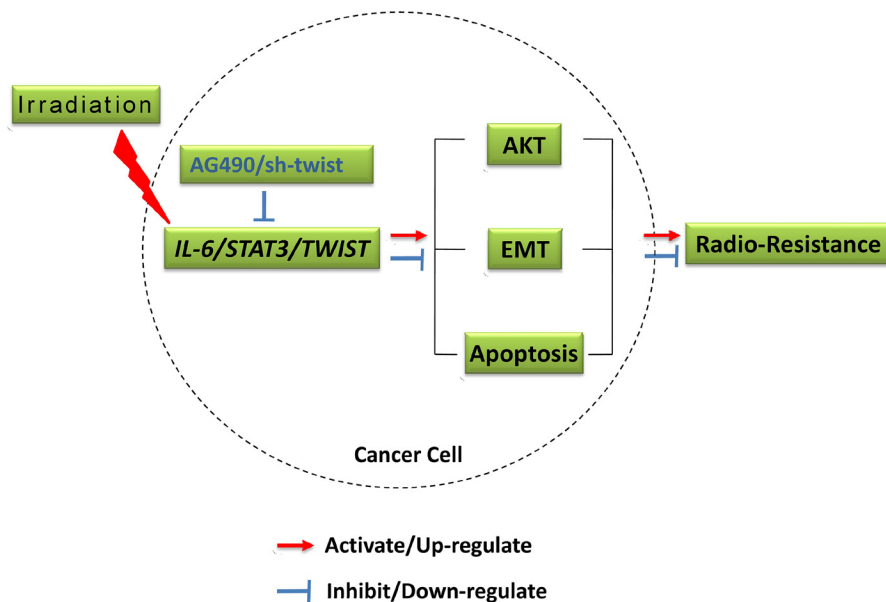 Irradiation
AG490/sh-twist
IL-6/STAT3/TWIST
AKT
EMT
Apoptosis
Radio-Resistance
Cancer Cell
Activate/Up-regulate
Inhibit/Down-regulate